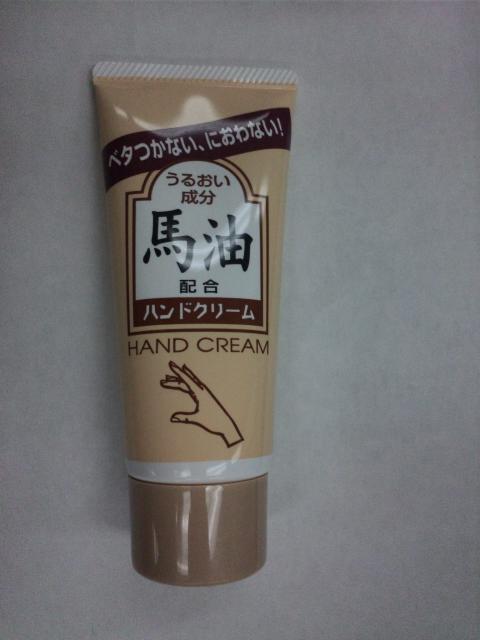 ベタつかない、におわない!
うるおい
成分
馬油
配合
ハンドクリーム
HAND CREAM